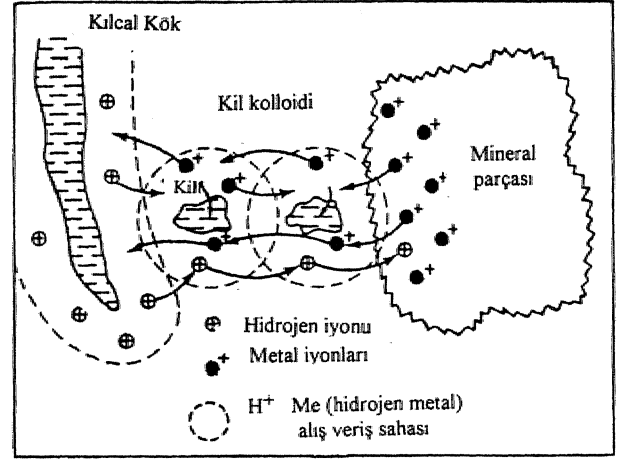 Kılcal Kök
Kil kolloidi
Mineral
parçası
Kil
Hidrojen iyonu
Metal iyonları
H+ Me (hidrojen metal)
alış veriş sahası